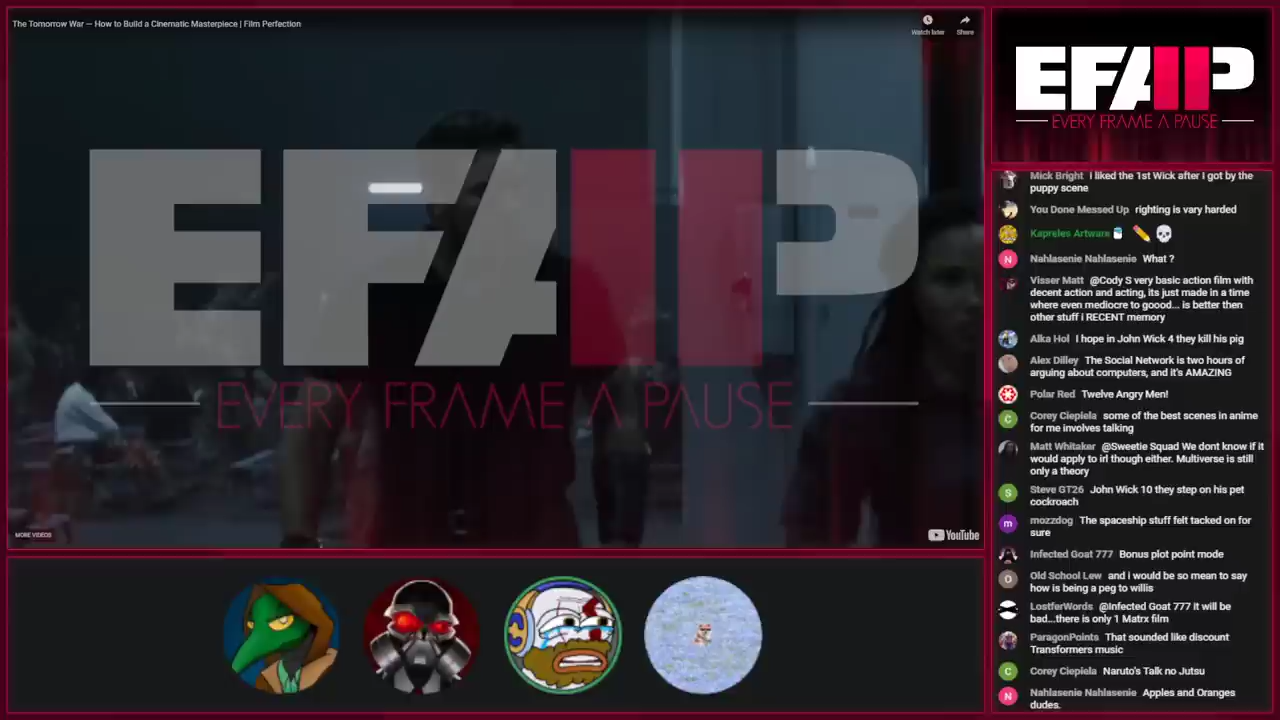 The Tomorrow War — How to Build a Cinematic Masterpiece | Film Perfection
Watch later
Share
EFAIIP
EVERY FRAME A PAUSE
MORE VIDEOS
YouTube
EFAIIP
EVERY FRAME A PAUSE
Mick Bright i liked the 1st Wick after I got by the
puppy scene
You Done Messed Up righting is vary harded
Kapreles Artware
Nahlasenie Nahlasenie What ?
Visser Matt @Cody S very basic action film with
decent action and acting, its just made in a time
where even mediocre to goood... is better then
other stuff i RECENT memory
Alka Hol I hope in John Wick 4 they kill his pig
Alex Dilley The Social Network is two hours of
arguing about computers, and it's AMAZING
Polar Red Twelve Angry Men!
Corey Ciepiela some of the best scenes in anime
for me involves talking
Matt Whitaker @Sweetie Squad We dont know if it
would apply to irl though either. Multiverse is still
only a theory
Steve GT26 John Wick 10 they step on his pet
cockroach
mozzdog The spaceship stuff felt tacked on for
sure
Infected Goat 777 Bonus plot point mode
Old School Lew and i would be so mean to say
how is being a peg to willis
LostferWords @Infected Goat 777 it will be
bad...there is only 1 Matrx film
ParagonPoints That sounded like discount
Transformers music
Corey Ciepiela Naruto's Talk no Jutsu
Nahlasenie Nahlasenie Apples and Oranges
dudes.